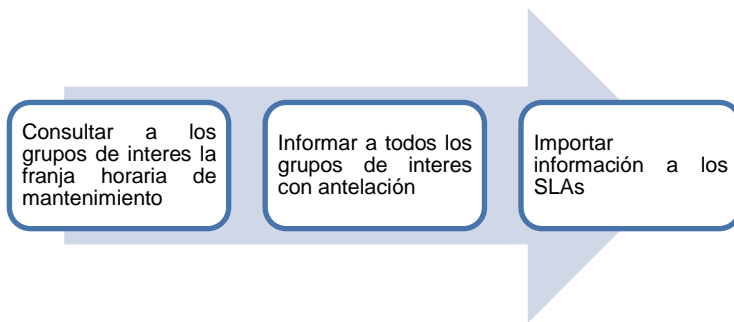 Consultar a los
grupos de interes la
franja horaria de
mantenimiento
Informar a todos los
grupos de interes
con antelación
Importar
información a los
SLAs